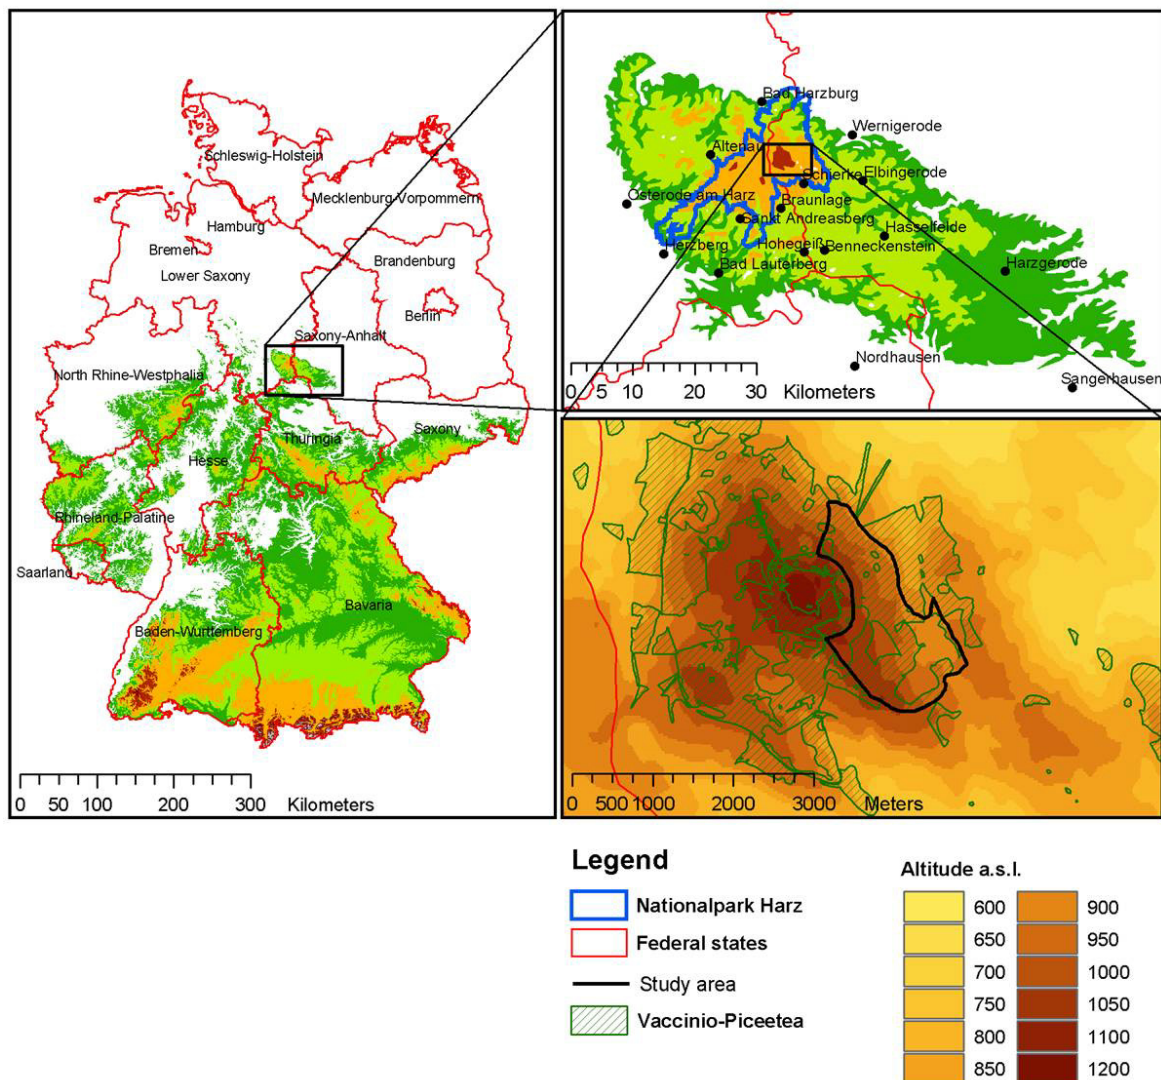 Schleswig-Holstein
Mecklenburg-Vorpommern
Hamburg
Bremen
Lower Saxony
Brandenburg
Berlin
Saxony-Anhalt
North Rhine-Westphalia
Saxony
Thuringia
Hesse
Rhineland-Palatine
Saarland
Bavaria
Baden-Wurttemberg
0 50 100 200 300 Kilometers
Bad Harzburg
Wernigerode
Altenau
Schierke
Elbingerode
Osterode am Harz
Braunlage
Sankt Andreasberg
Hasselfelde
Herzberg
Hohegeiß
Benneckenstein
Bad Lauterberg
Harzgerode
Nordhausen
Sangerhausen
0 5 10 20 30 Kilometers
0 500 1000 2000 3000 Meters
Legend
Nationalpark Harz
Federal states
Study area
Vaccinio-Piceetea
Altitude a.s.l.
600 900
650 950
700 1000
750 1050
800 1100
850 1200